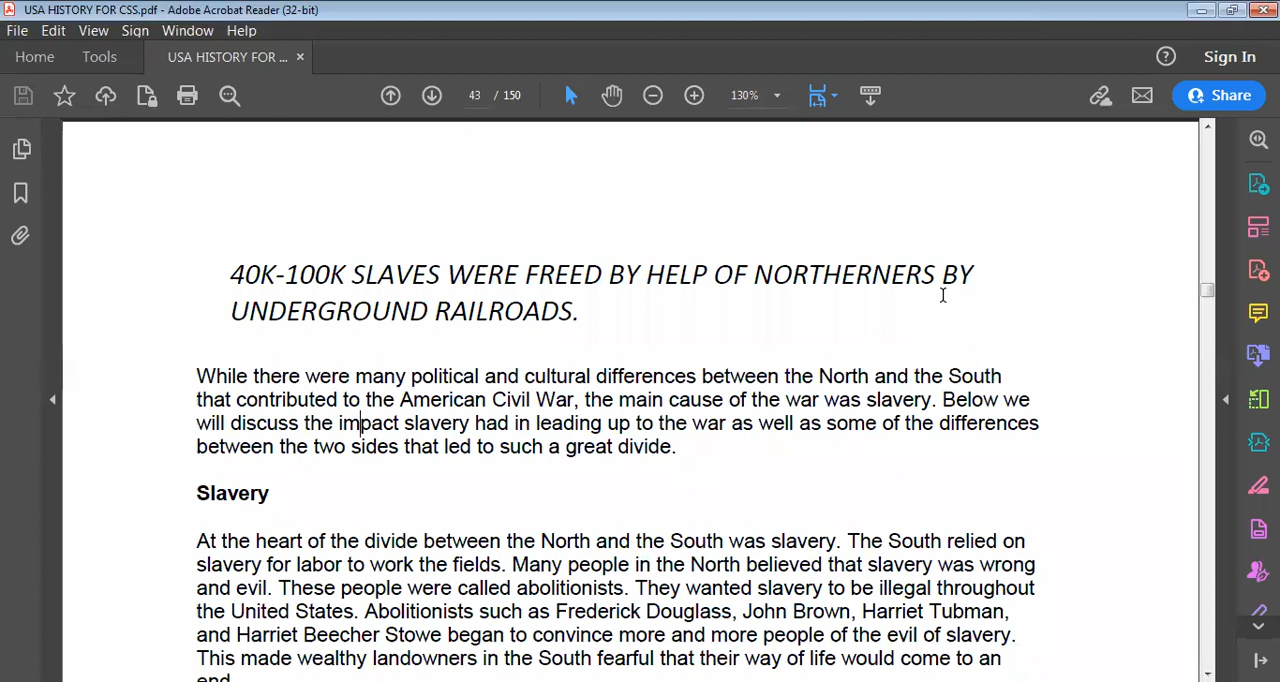 USA HISTORY FOR CSS.pdf - Adobe Acrobat Reader (32-bit)
File Edit View Sign Window Help
Home Tools USA HISTORY FOR ... × ? Sign In
43 / 150 130% Share
40K-100K SLAVES WERE FREED BY HELP OF NORTHERNERS BY
UNDERGROUND RAILROADS.
While there were many political and cultural differences between the North and the South
that contributed to the American Civil War, the main cause of the war was slavery. Below we
will discuss the impact slavery had in leading up to the war as well as some of the differences
between the two sides that led to such a great divide.
Slavery
At the heart of the divide between the North and the South was slavery. The South relied on
slavery for labor to work the fields. Many people in the North believed that slavery was wrong
and evil. These people were called abolitionists. They wanted slavery to be illegal throughout
the United States. Abolitionists such as Frederick Douglass, John Brown, Harriet Tubman,
and Harriet Beecher Stowe began to convince more and more people of the evil of slavery.
This made wealthy landowners in the South fearful that their way of life would come to an
end.